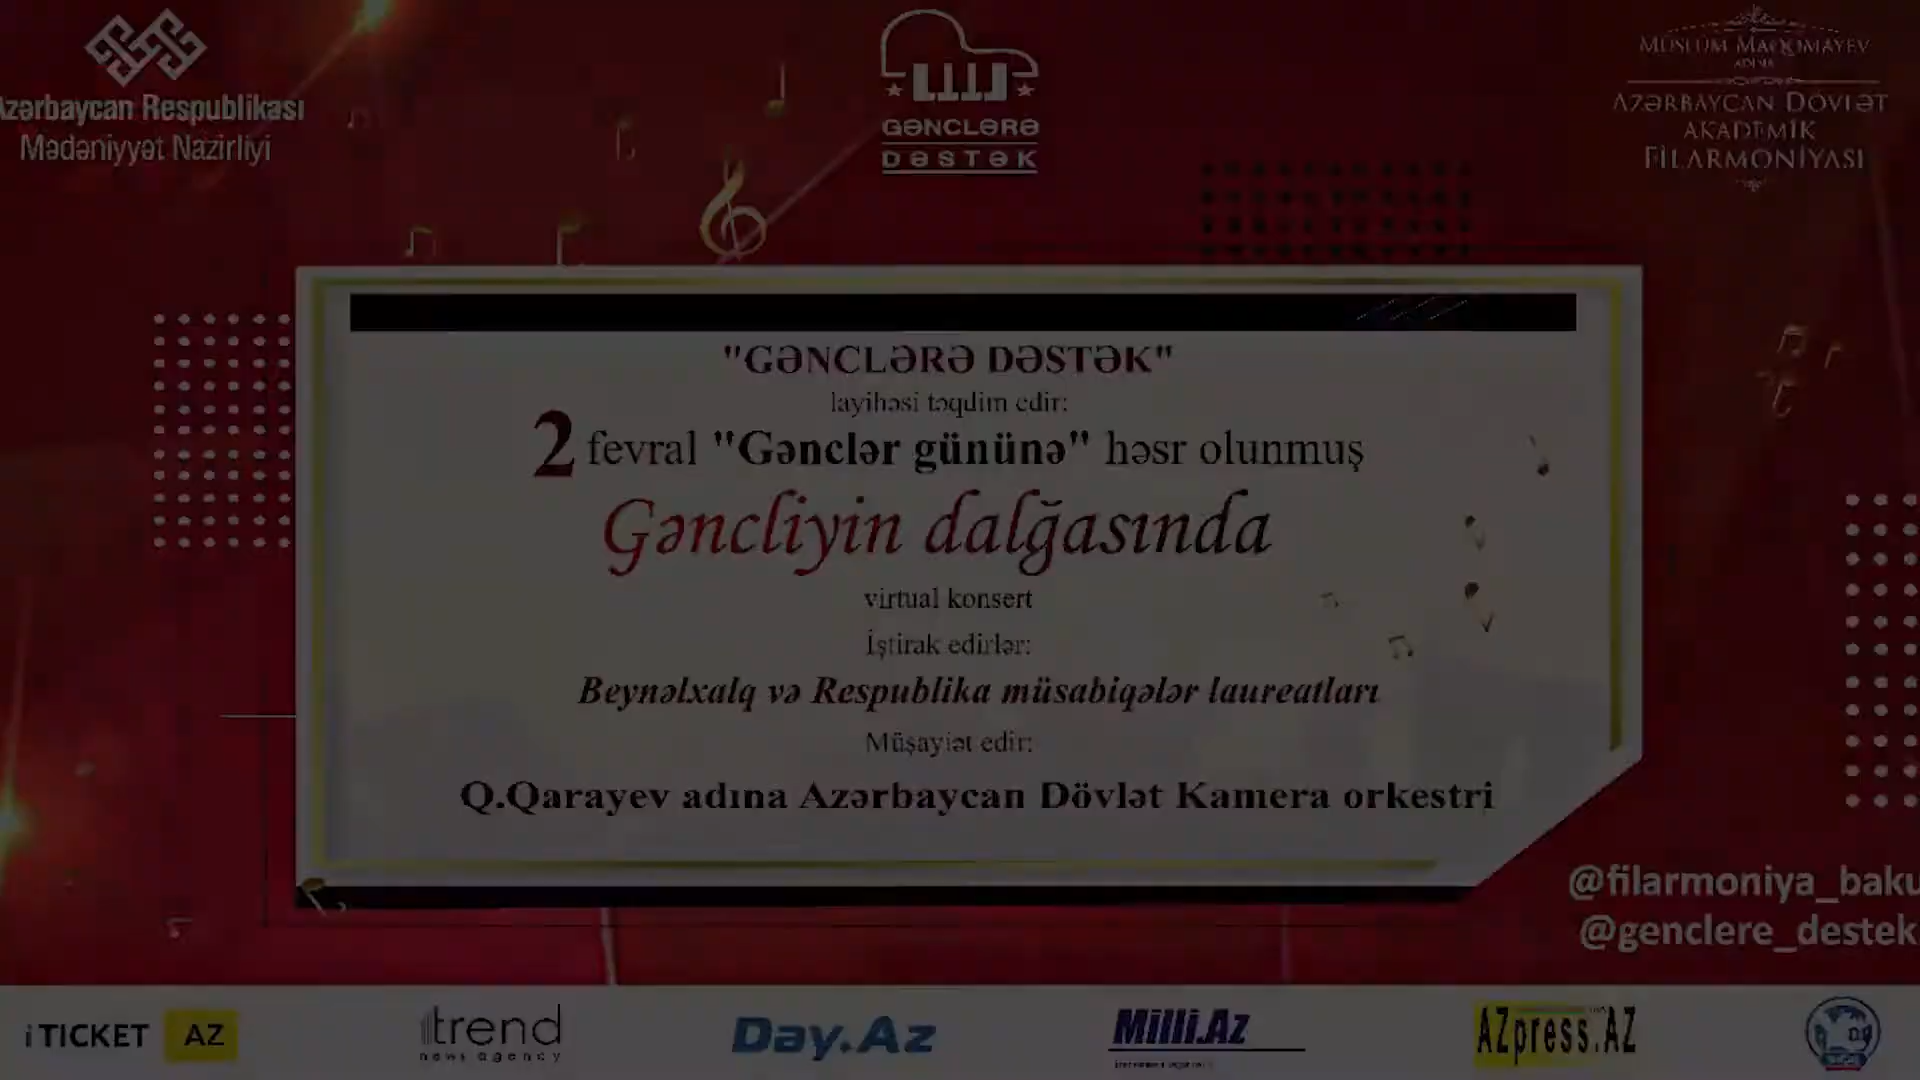 Azərbaycan Respublikası
Mədəniyyət Nazirliyi
GƏNCLƏRƏ
DƏSTƏK
MÜSLÜM MAQOMAYEV
ADINA
AZƏRBAYCAN DÖVLƏT
AKADEMİK
FİLARMONİYASI
"GƏNCLƏRƏ DƏSTƏK"
layihəsi təqdim edir:
2 fevral "Gənclər gününə" həsr olunmuş
Gəncliyin dalğasında
virtual konsert
İştirak edirlər:
Beynəlxalq və Respublika müsabiqələr laureatları
Müşayiət edir:
Q.Qarayev adına Azərbaycan Dövlət Kamera orkestri
@filarmoniya_baku
@genclere_destek
iTICKET AZ
trend
news agency
Day.Az
Milli.Az
AZpress.AZ